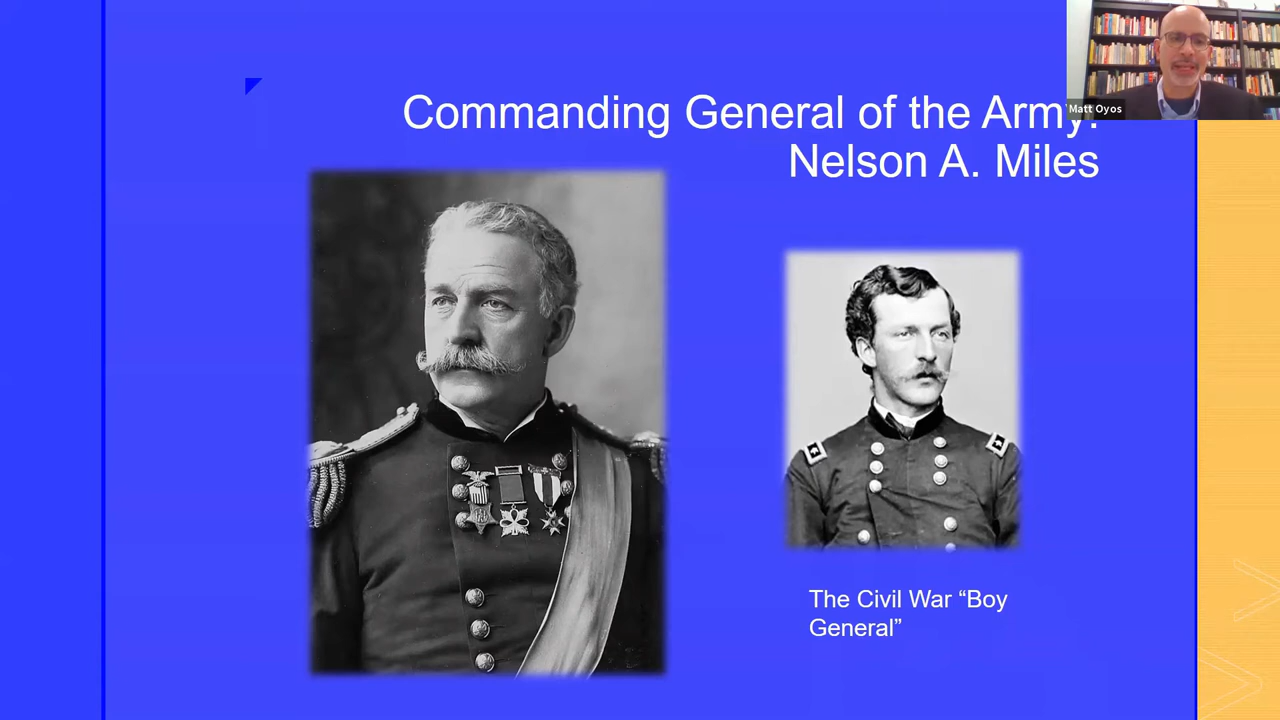 Commanding General of the Army:
Nelson A. Miles
The Civil War “Boy
General”
Matt Oyos